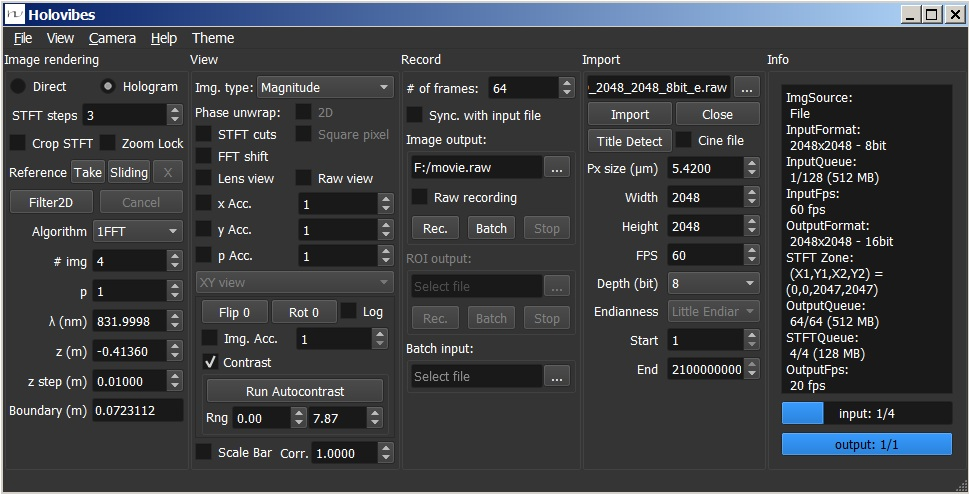 Holovibes
File View Camera Help Theme
Image rendering
Direct Hologram
STFT steps 3
Crop STFT Zoom Lock
Reference Take Sliding X
Filter2D Cancel
Algorithm 1FFT
# img 4
p 1
λ (nm) 831.9998
z (m) -0.41360
z step (m) 0.01000
Boundary (m) 0.0723112
View
Img. type: Magnitude
Phase unwrap: 2D
STFT cuts Square pixel
FFT shift
Lens view Raw view
x Acc. 1
y Acc. 1
p Acc. 1
XY view
Flip 0 Rot 0 Log
Img. Acc. 1
Contrast
Run Autocontrast
Rng 0.00 7.87
Scale Bar Corr. 1.0000
Record
# of frames: 64
Sync. with input file
Image output:
F:/movie.raw ...
Raw recording
Rec. Batch Stop
ROI output:
Select file ...
Rec. Batch Stop
Batch input:
Select file ...
Import
_2048_2048_8bit_e.raw ...
Import Close
Title Detect Cine file
Px size (µm) 5.4200
Width 2048
Height 2048
FPS 60
Depth (bit) 8
Endianness Little Endiar
Start 1
End 2100000000
Info
ImgSource:
File
InputFormat:
2048x2048 - 8bit
InputQueue:
1/128 (512 MB)
InputFps:
60 fps
OutputFormat:
2048x2048 - 16bit
STFT Zone:
(X1,Y1,X2,Y2) =
(0,0,2047,2047)
OutputQueue:
64/64 (512 MB)
STFTQueue:
4/4 (128 MB)
OutputFps:
20 fps
input: 1/4
output: 1/1